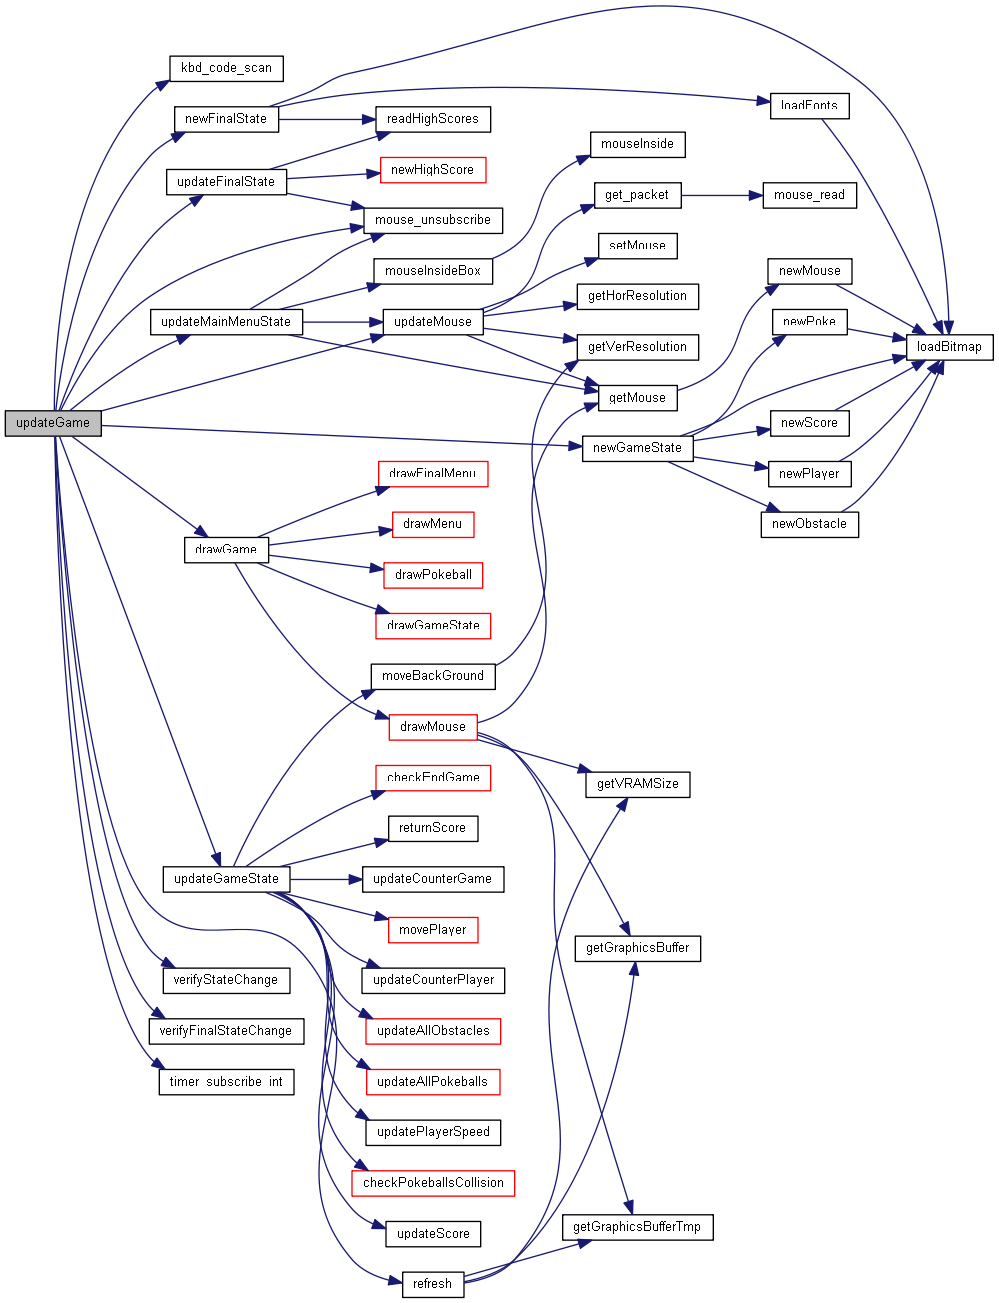 kbd_code_scan
newFinalState
loadFonts
readHighScores
mouseInside
newHighScore
updateFinalState
get_packet
mouse_read
mouse_unsubscribe
setMouse
mouseInsideBox
newMouse
getHorResolution
updateMainMenuState
updateMouse
newPoke
getVerResolution
loadBitmap
getMouse
updateGame
newScore
newGameState
drawFinalMenu
newPlayer
drawMenu
newObstacle
drawGame
drawPokeball
drawGameState
moveBackGround
drawMouse
checkEndGame
getVRAMSize
returnScore
updateGameState
updateCounterGame
movePlayer
getGraphicsBuffer
verifyStateChange
updateCounterPlayer
verifyFinalStateChange
updateAllObstacles
timer_subscribe_int
updateAllPokeballs
updatePlayerSpeed
checkPokeballsCollision
updateScore
getGraphicsBufferTmp
refresh